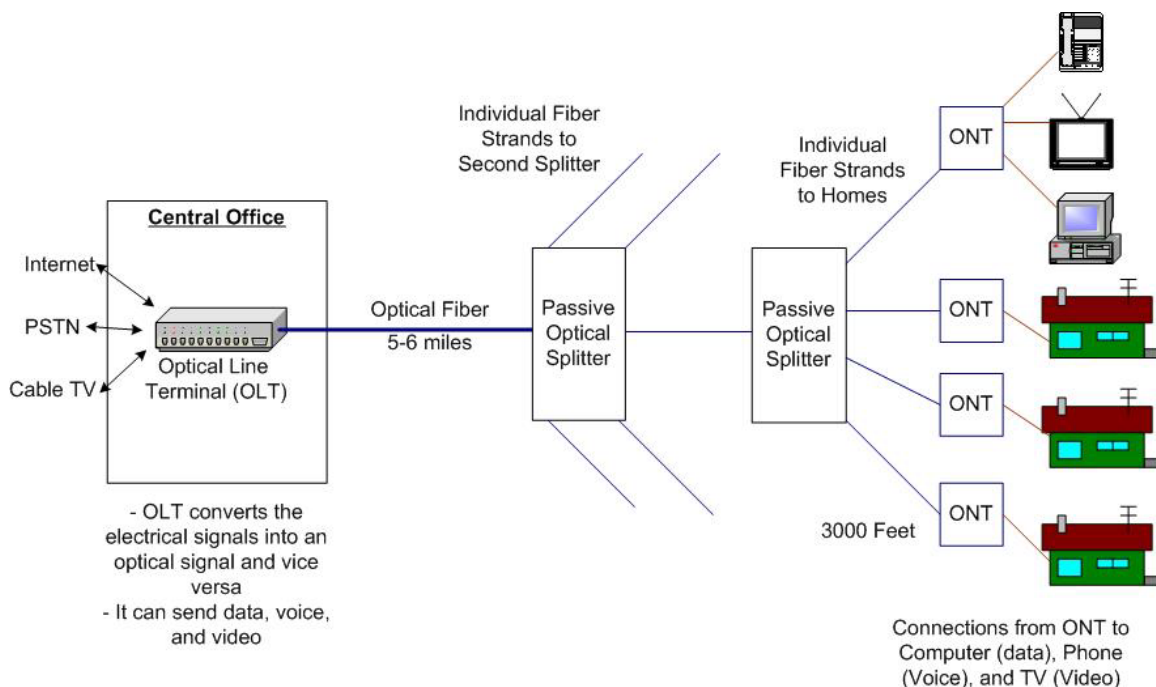 Central Office
Internet
PSTN
Cable TV
Optical Line
Terminal (OLT)
- OLT converts the
electrical signals into an
optical signal and vice
versa
- It can send data, voice,
and video
Optical Fiber
5-6 miles
Individual Fiber
Strands to
Second Splitter
Passive
Optical
Splitter
Passive
Optical
Splitter
Individual
Fiber Strands
to Homes
3000 Feet
ONT
ONT
ONT
ONT
Connections from ONT to
Computer (data), Phone
(Voice), and TV (Video)